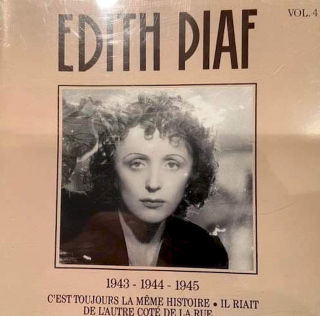 EDITH PIAF
VOL. 4
1943 - 1944 - 1945
C'EST TOUJOURS LA MÊME HISTOIRE • IL RIAIT
DE L'AUTRE COTÉ DE LA RUE